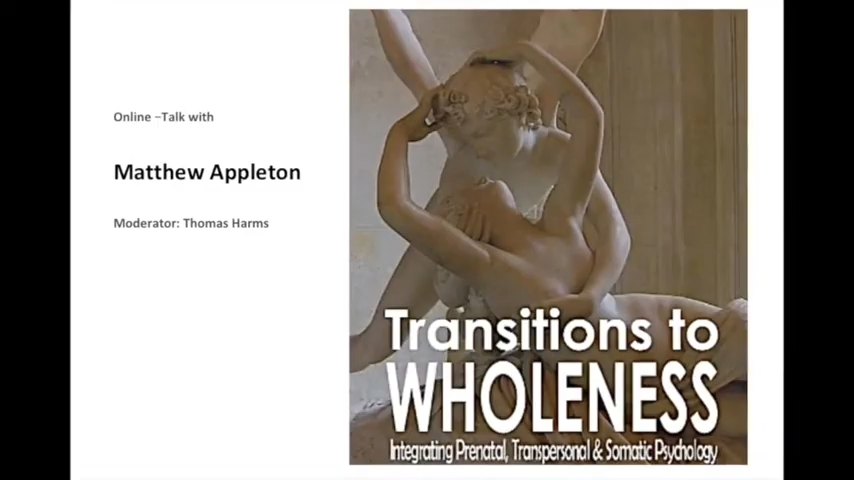 Online –Talk with
Matthew Appleton
Moderator: Thomas Harms
Transitions to
WHOLENESS
Integrating Prenatal, Transpersonal & Somatic Psychology